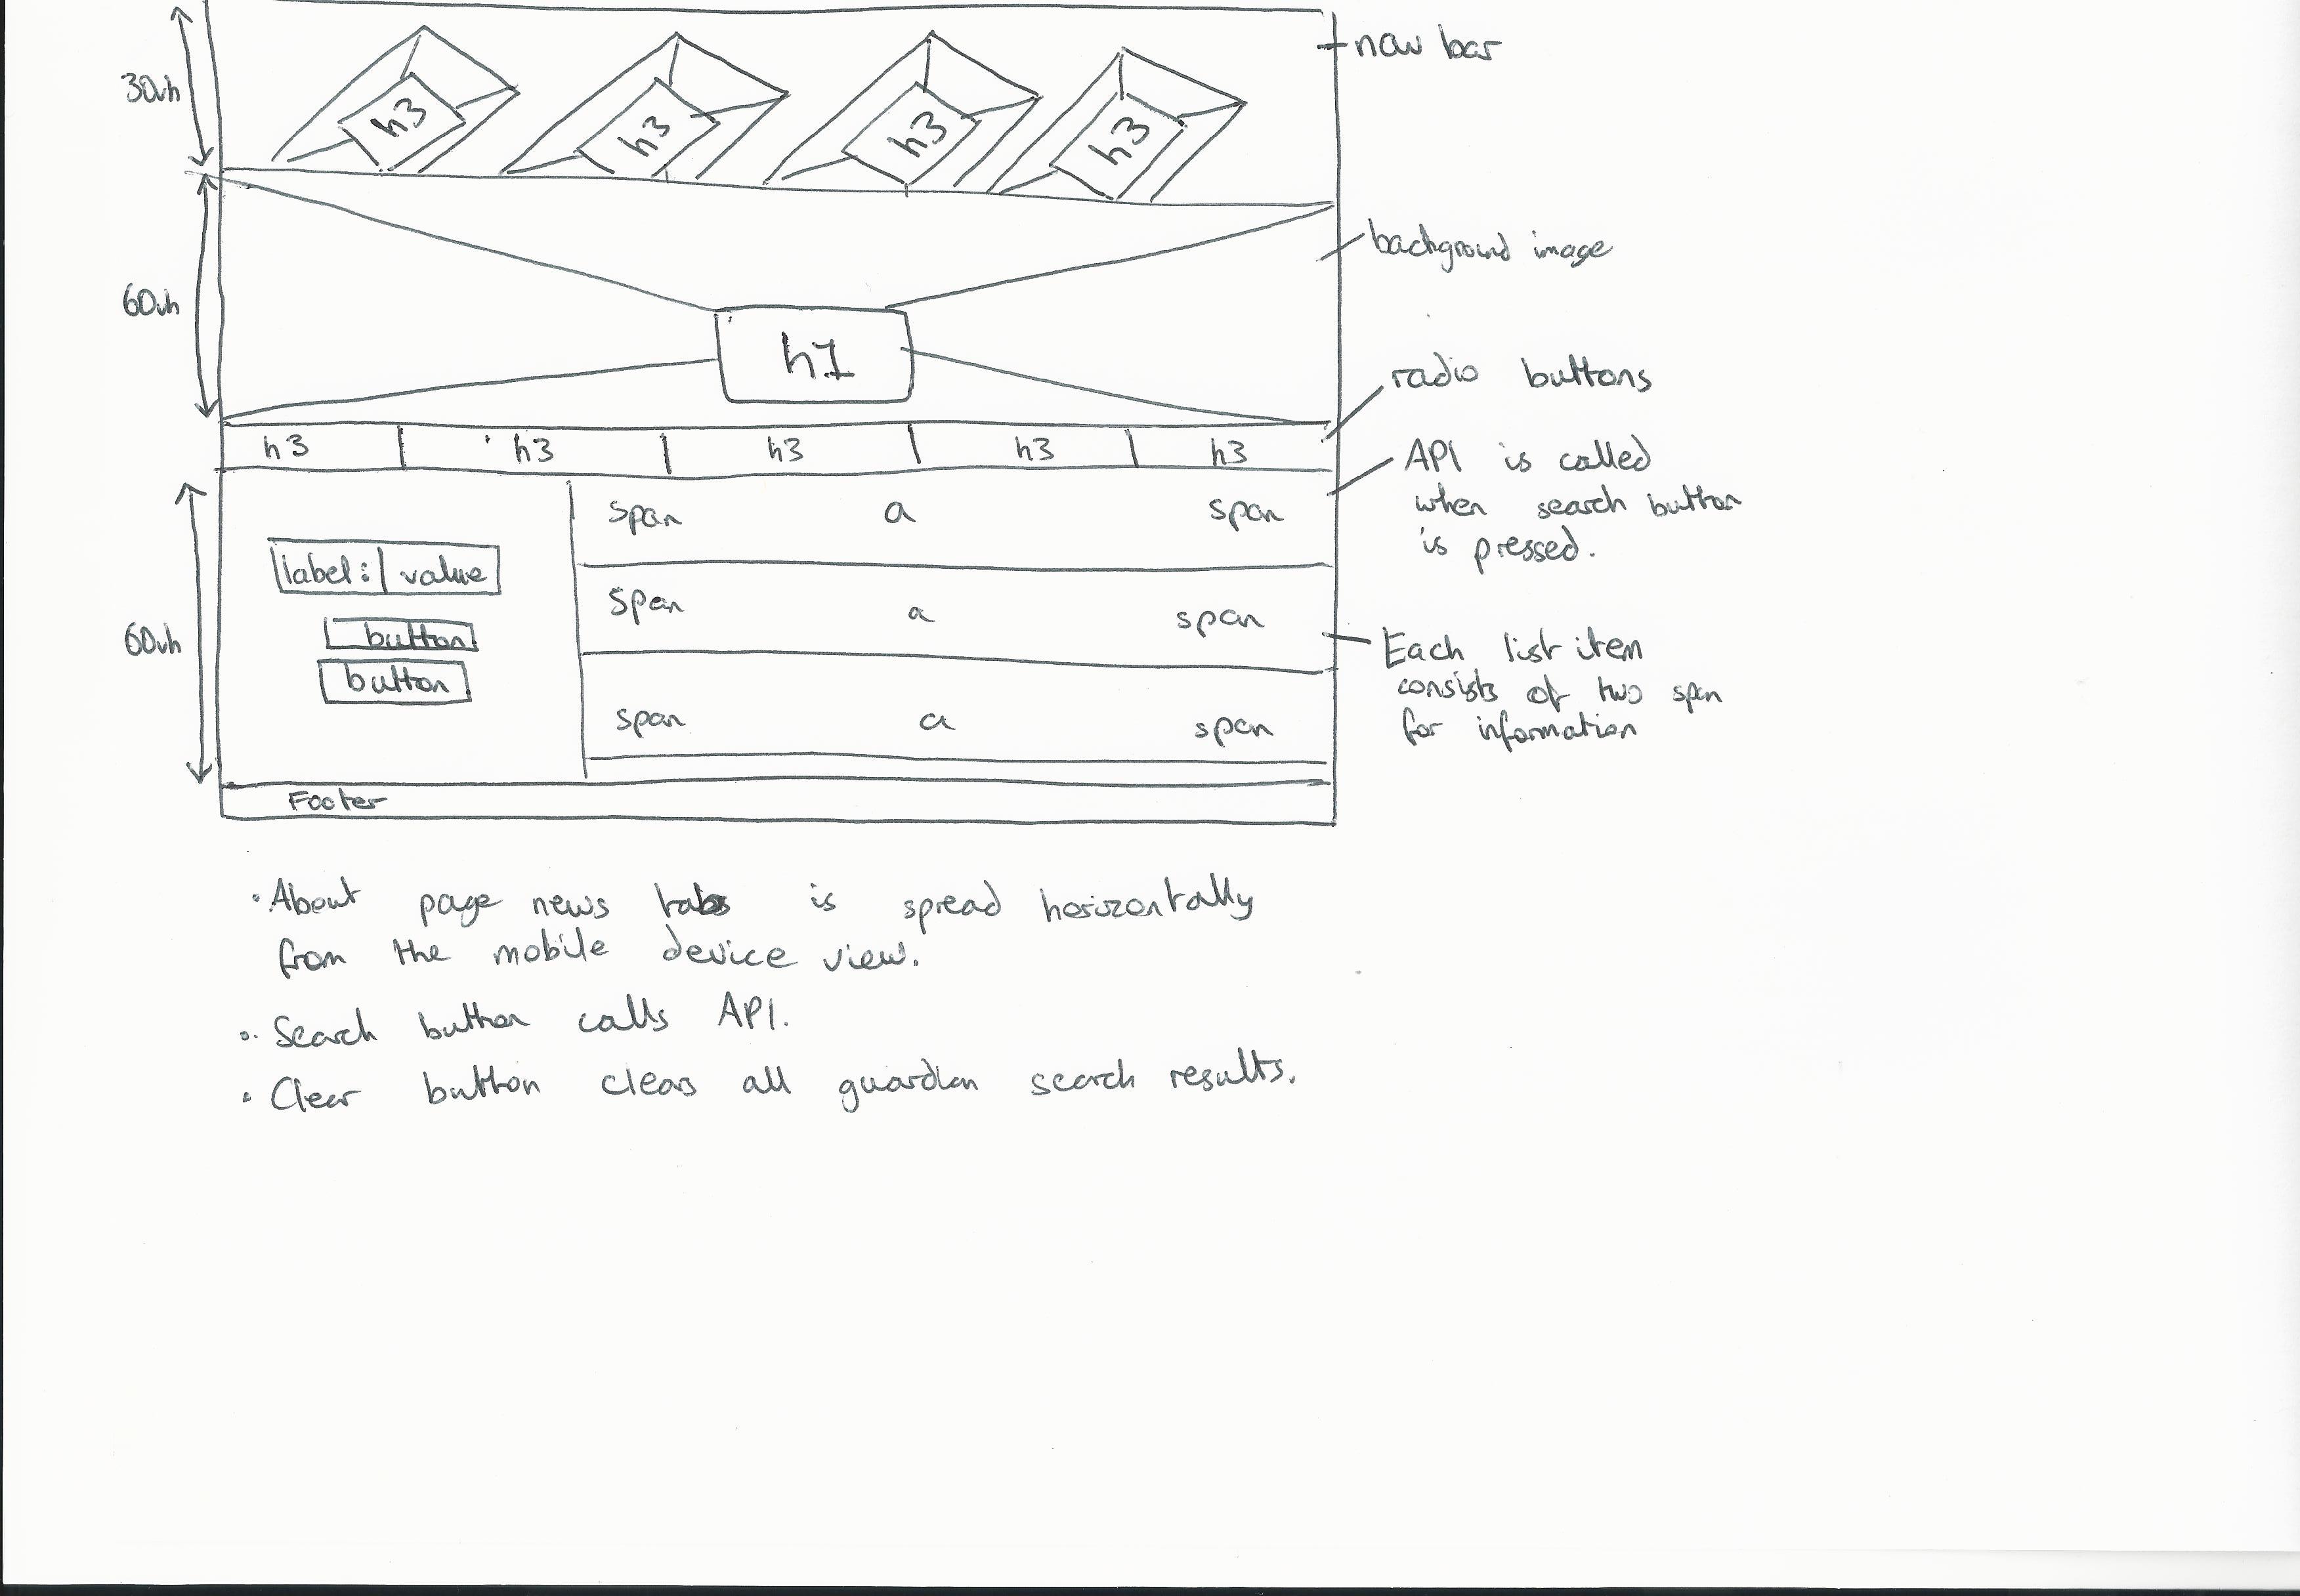 30vh
h3
h3
h3
h3
nav bar
60vh
background image
h1
radio buttons
h3
h3
h3
h3
h3
60vh
API is called
when search button
is pressed.
span a span
label: value
span a span
button
button
Each list item
consists of two span
for information
span a span
Footer
• About page news tabs is spread horizontally
from the mobile device view.
• Search button calls API.
• Clear button clears all guardian search results.